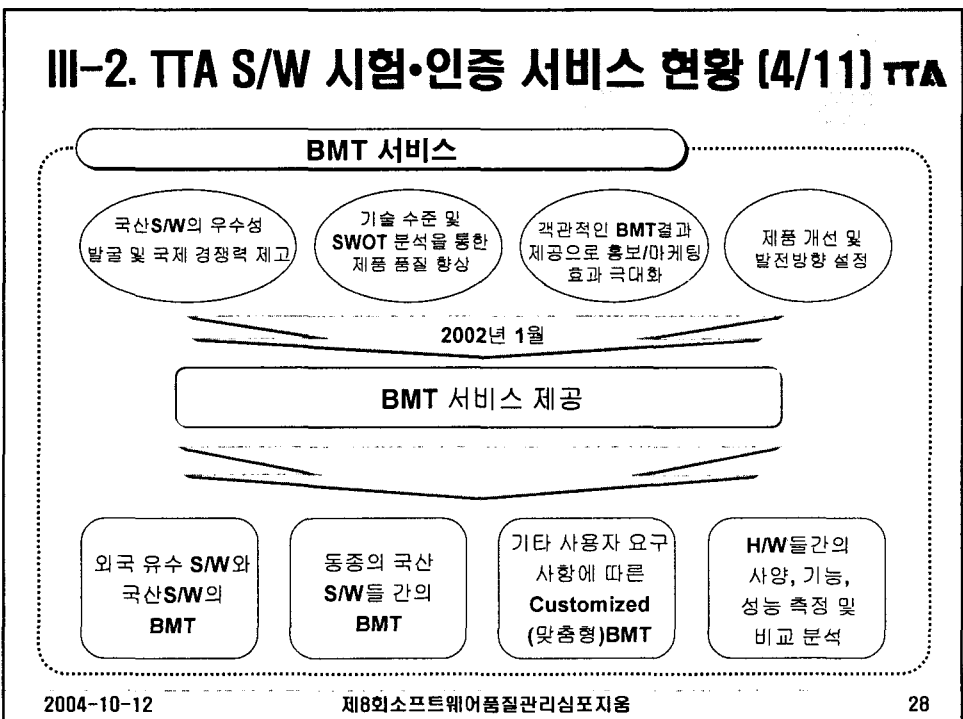 III-2. TTA S/W 시험•인증 서비스 현황 (4/11) TTA
BMT 서비스
국산S/W의 우수성
발굴 및 국제 경쟁력 제고
기술 수준 및
SWOT 분석을 통한
제품 품질 향상
객관적인 BMT결과
제공으로 홍보/마케팅
효과 극대화
제품 개선 및
발전방향 설정
2002년 1월
BMT 서비스 제공
외국 유수 S/W와
국산S/W의
BMT
동종의 국산
S/W들 간의
BMT
기타 사용자 요구
사항에 따른
Customized
(맞춤형)BMT
H/W들간의
사양, 기능,
성능 측정 및
비교 분석
2004-10-12 제8회소프트웨어품질관리심포지움 28